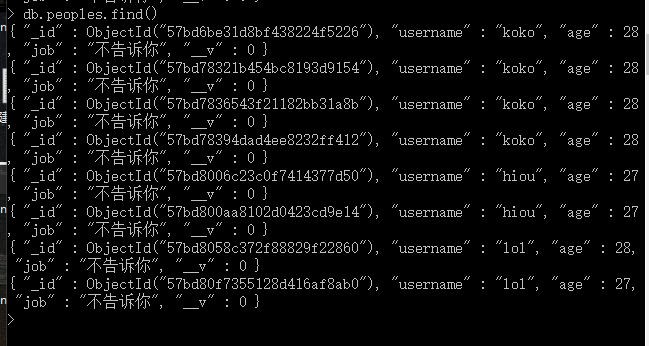 > db.peoples.find()
{ "_id" : ObjectId("57bd6be31d8bf438224f5226"), "username" : "koko", "age" : 28
, "job" : "不告诉你", "__v" : 0 }
{ "_id" : ObjectId("57bd78321b454bc8193d9154"), "username" : "koko", "age" : 28
, "job" : "不告诉你", "__v" : 0 }
{ "_id" : ObjectId("57bd7836543f21182bb31a8b"), "username" : "koko", "age" : 28
, "job" : "不告诉你", "__v" : 0 }
{ "_id" : ObjectId("57bd78394dad4ee8232ff412"), "username" : "koko", "age" : 28
, "job" : "不告诉你", "__v" : 0 }
{ "_id" : ObjectId("57bd8006c23c0f7414377d50"), "username" : "hiou", "age" : 27
, "job" : "不告诉你", "__v" : 0 }
{ "_id" : ObjectId("57bd800aa8102d0423cd9e14"), "username" : "hiou", "age" : 27
, "job" : "不告诉你", "__v" : 0 }
{ "_id" : ObjectId("57bd8058c372f88829f22860"), "username" : "lol", "age" : 28,
"job" : "不告诉你", "__v" : 0 }
{ "_id" : ObjectId("57bd80f7355128d416af8ab0"), "username" : "lol", "age" : 27,
"job" : "不告诉你", "__v" : 0 }
>